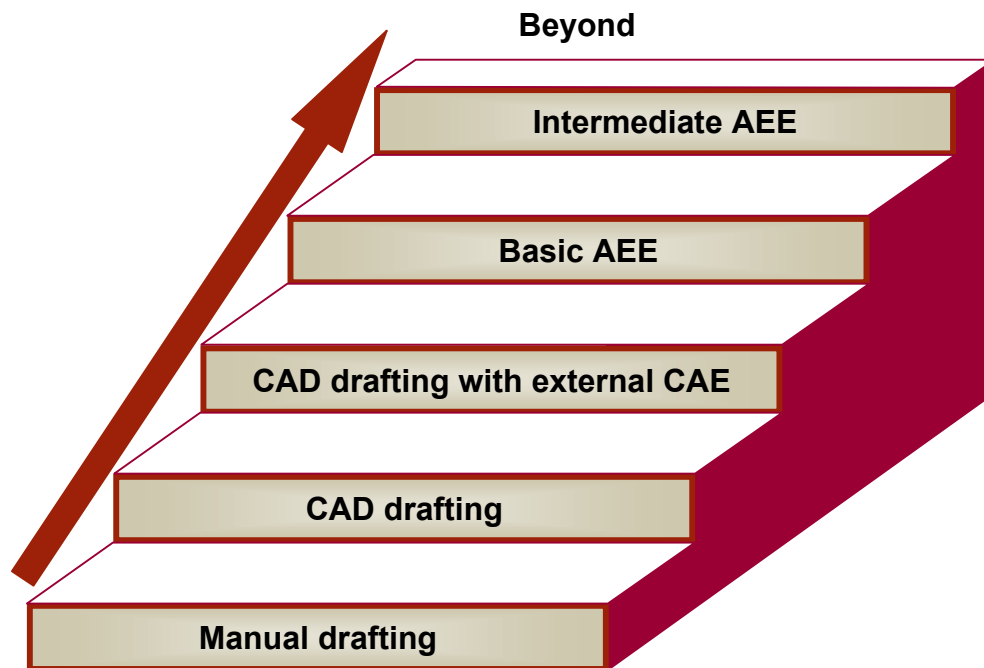 Beyond
Intermediate AEE
Basic AEE
CAD drafting with external CAE
CAD drafting
Manual drafting